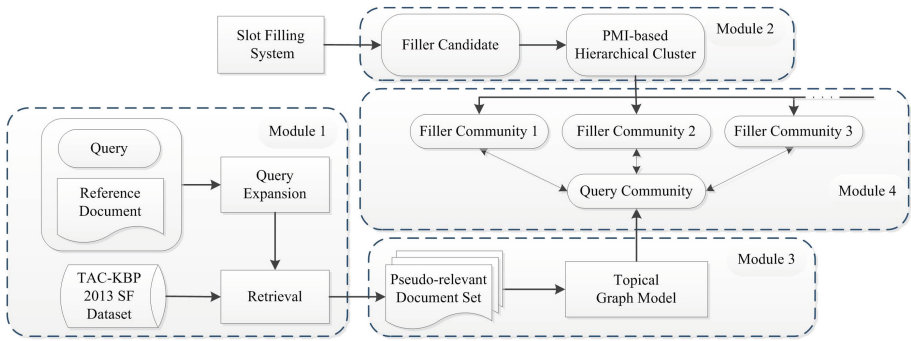 Slot Filling
System
Filler Candidate
PMI-based
Hierarchical Cluster
Module 2
Module 1
Query
Reference
Document
Query
Expansion
TAC-KBP
2013 SF
Dataset
Retrieval
Filler Community 1
Filler Community 2
Filler Community 3
Query Community
Module 4
Pseudo-relevant
Document Set
Topical
Graph Model
Module 3